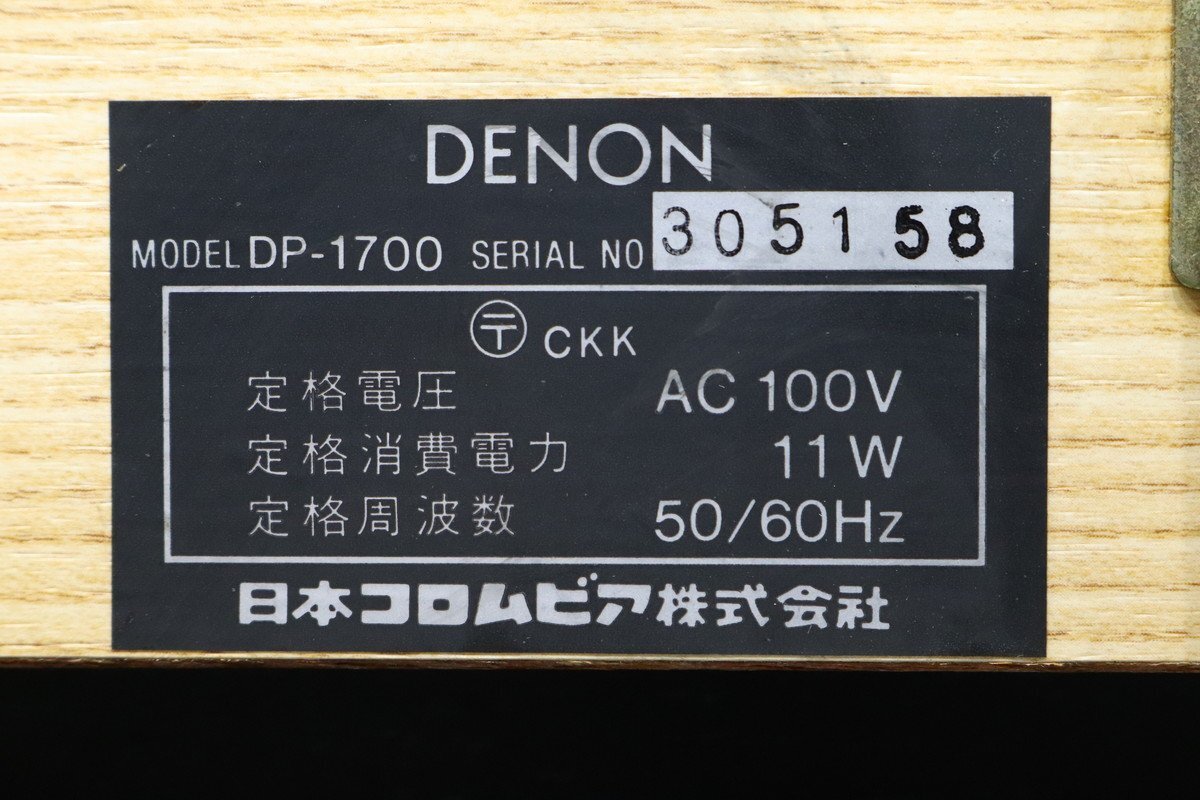 DENON
MODEL DP-1700 SERIAL NO 305158
〒 CKK
定格電圧 AC 100V
定格消費電力 11W
定格周波数 50/60Hz
日本コロムビア株式会社